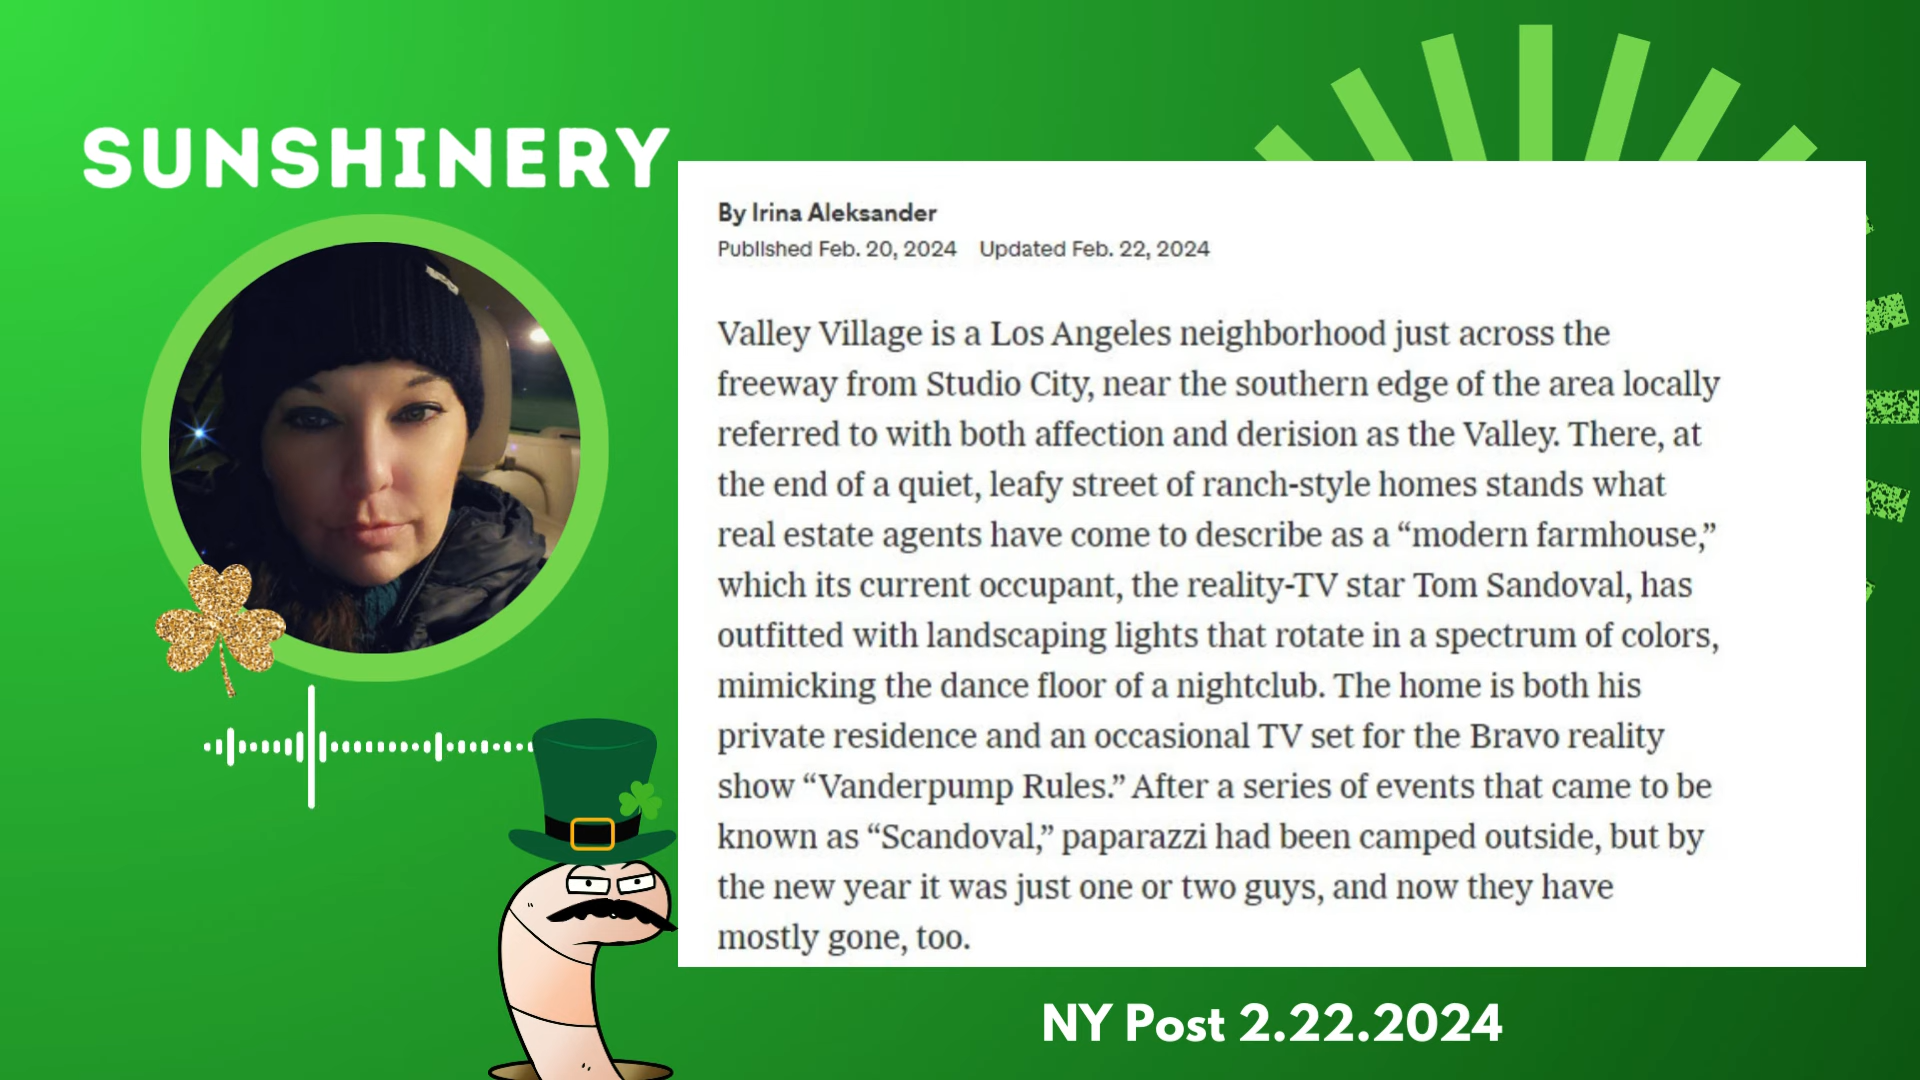 SUNSHINERY
By Irina Aleksander
Published Feb. 20, 2024 Updated Feb. 22, 2024
Valley Village is a Los Angeles neighborhood just across the
freeway from Studio City, near the southern edge of the area locally
referred to with both affection and derision as the Valley. There, at
the end of a quiet, leafy street of ranch-style homes stands what
real estate agents have come to describe as a “modern farmhouse,”
which its current occupant, the reality-TV star Tom Sandoval, has
outfitted with landscaping lights that rotate in a spectrum of colors,
mimicking the dance floor of a nightclub. The home is both his
private residence and an occasional TV set for the Bravo reality
show “Vanderpump Rules.” After a series of events that came to be
known as “Scandoval,” paparazzi had been camped outside, but by
the new year it was just one or two guys, and now they have
mostly gone, too.
NY Post 2.22.2024